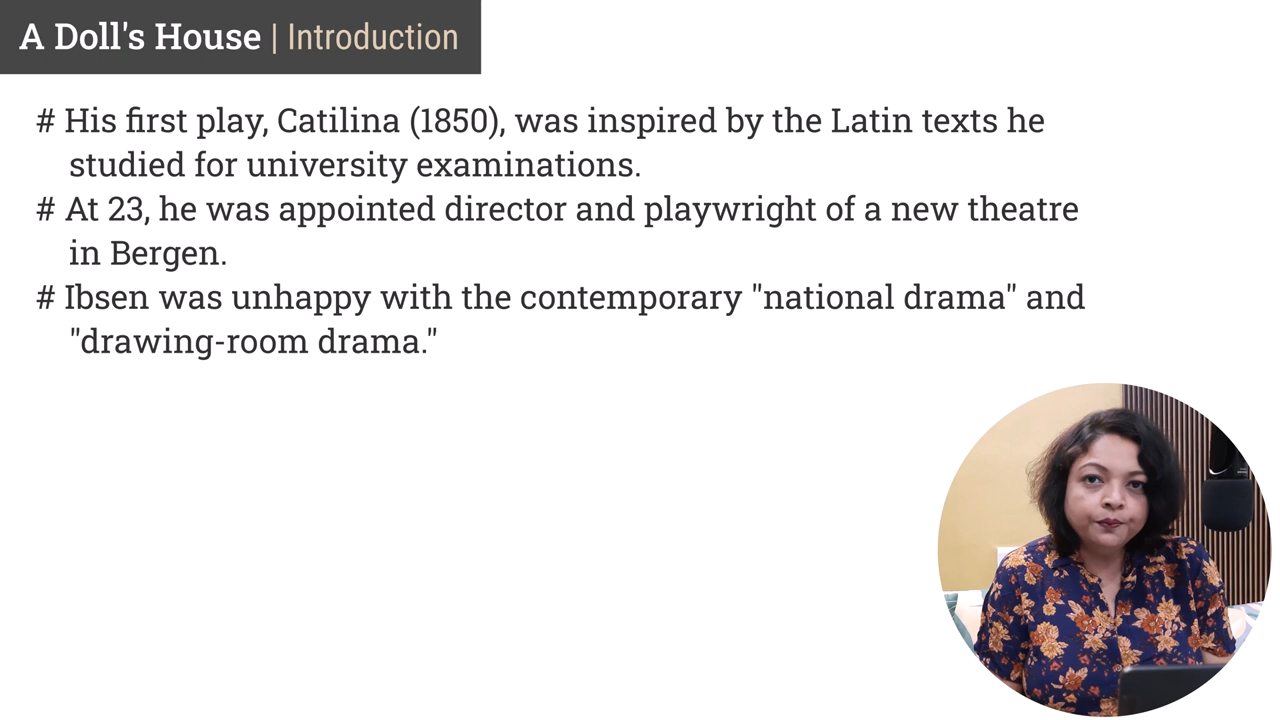 A Doll's House | Introduction
# His first play, Catilina (1850), was inspired by the Latin texts he
studied for university examinations.
# At 23, he was appointed director and playwright of a new theatre
in Bergen.
# Ibsen was unhappy with the contemporary "national drama" and
"drawing-room drama."